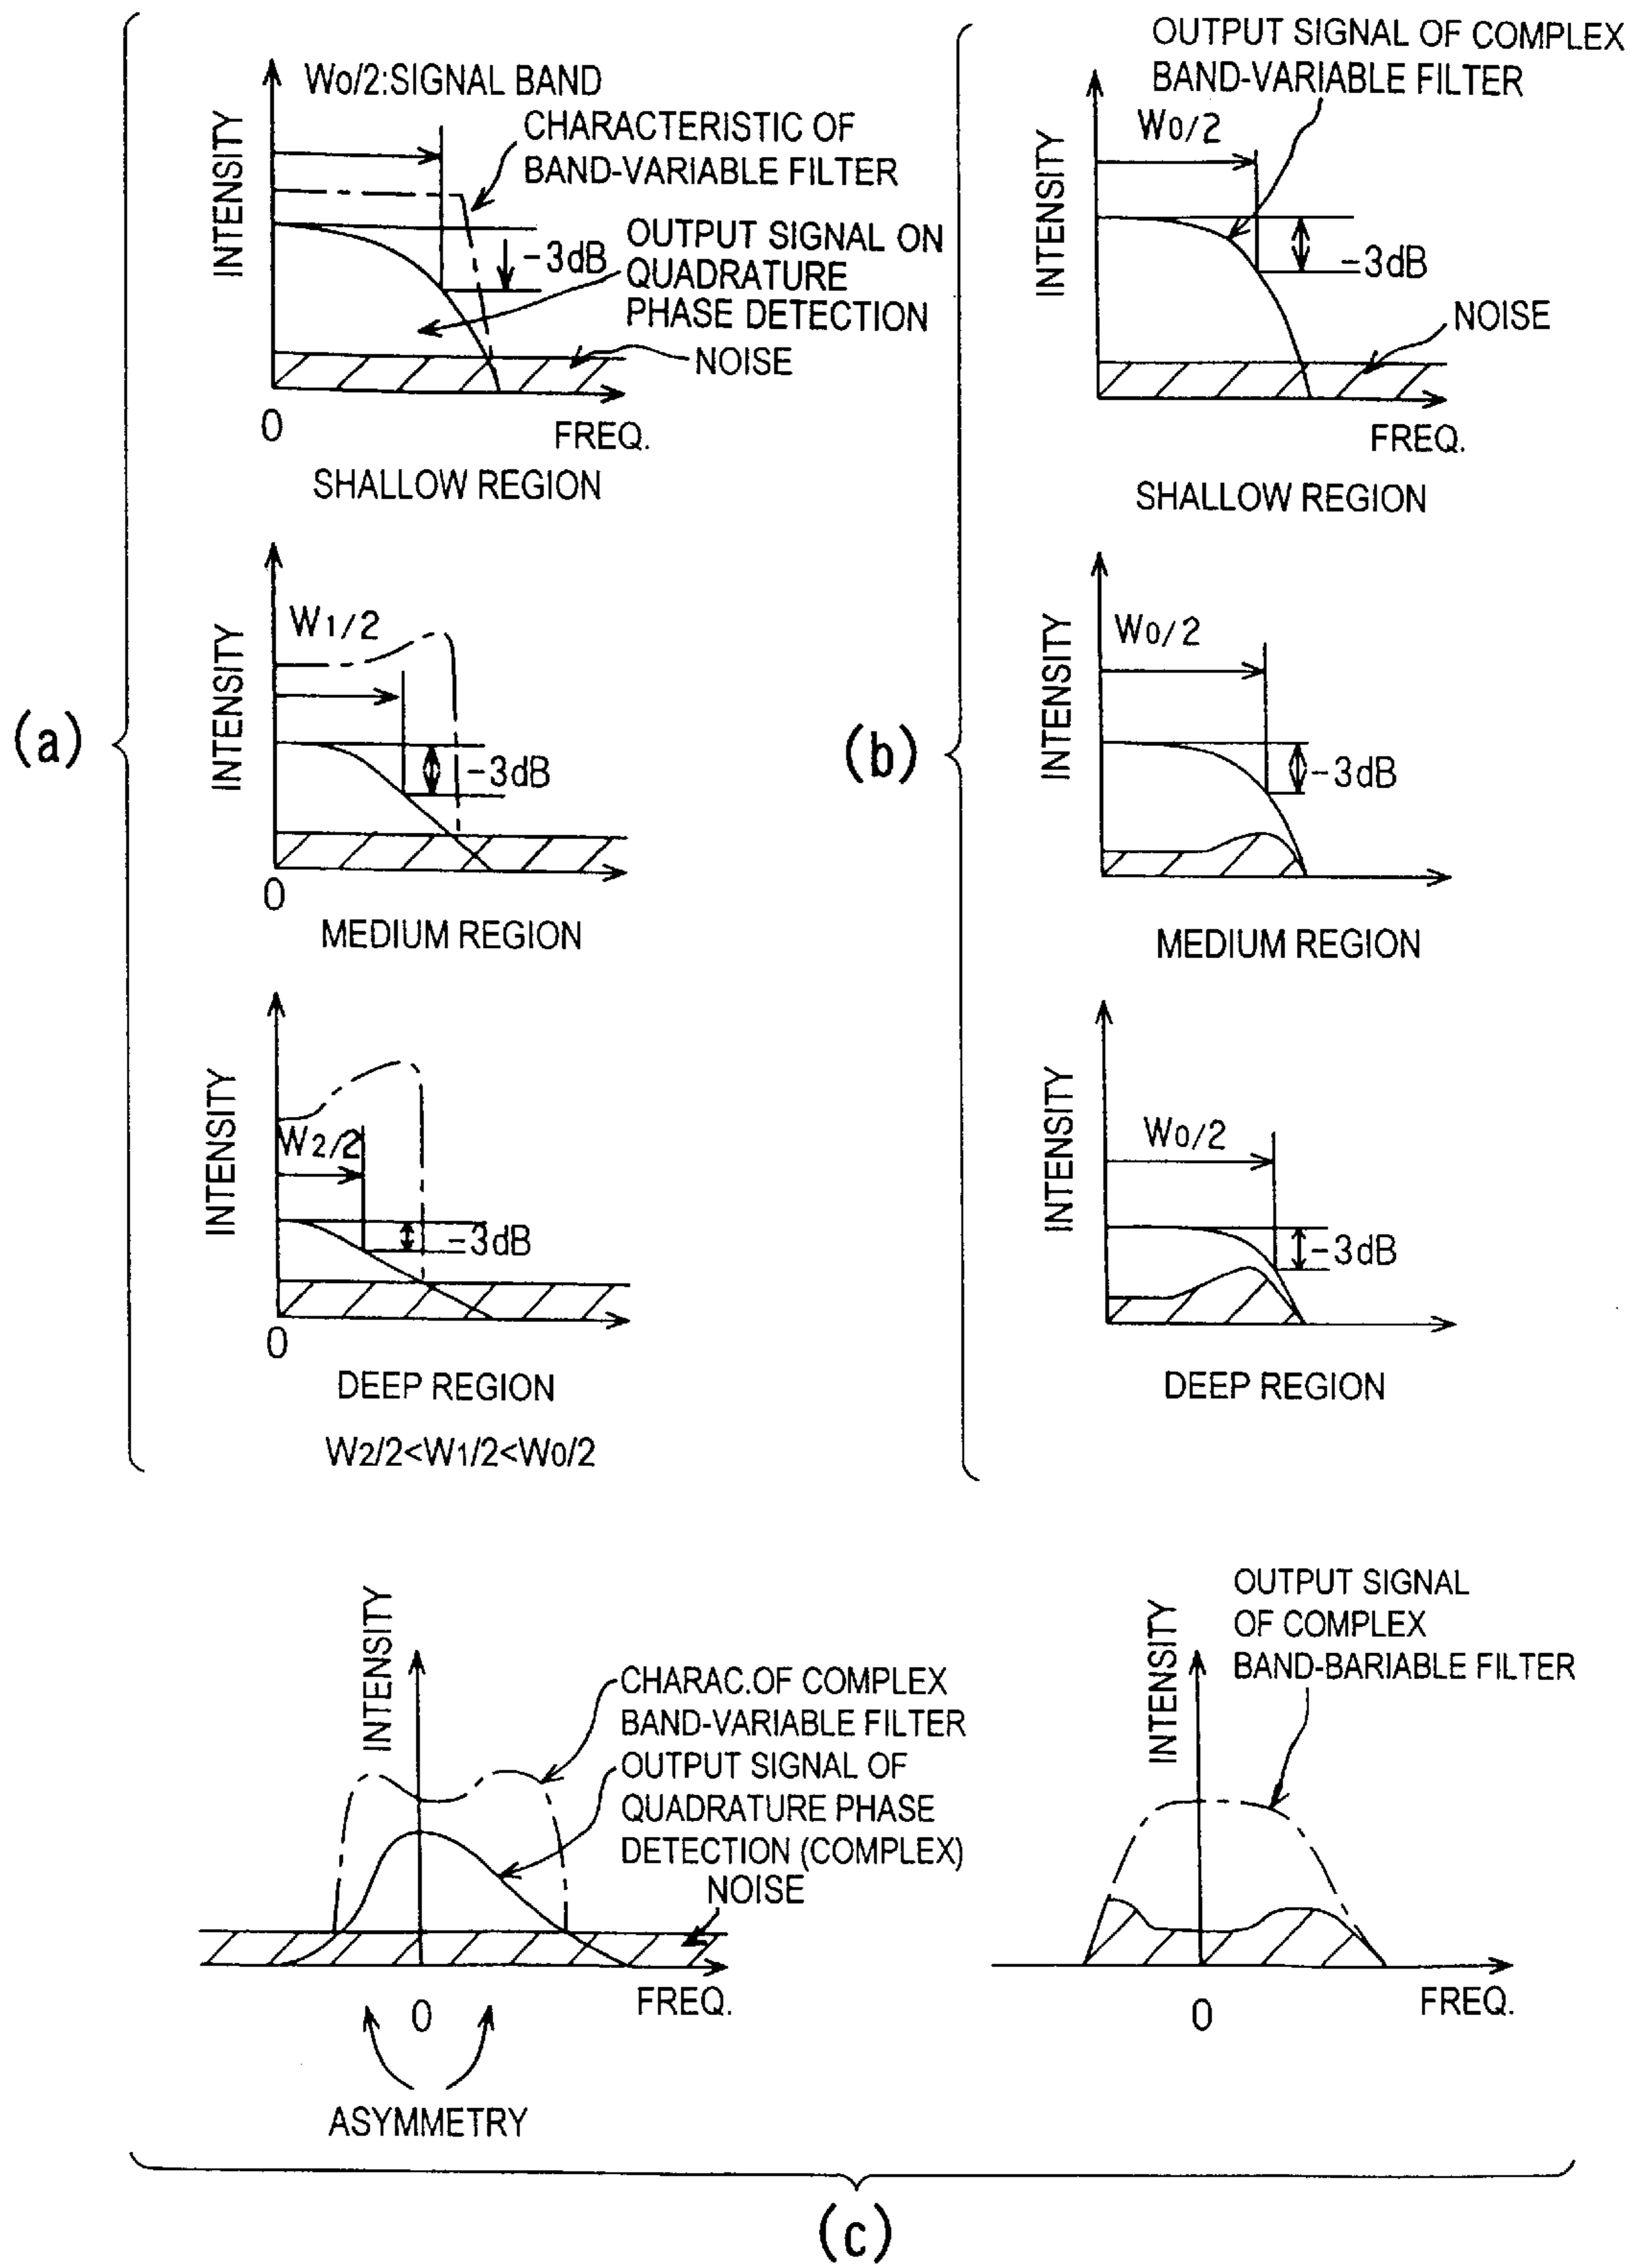 (a)
W0/2:SIGNAL BAND
CHARACTERISTIC OF
BAND-VARIABLE FILTER
INTENSITY
-3dB
OUTPUT SIGNAL ON
QUADRATURE
PHASE DETECTION
NOISE
0
FREQ.
SHALLOW REGION
INTENSITY
W1/2
-3dB
0
MEDIUM REGION
INTENSITY
W2/2
-3dB
0
DEEP REGION
W2/2<W1/2<W0/2
(b)
OUTPUT SIGNAL OF COMPLEX
BAND-VARIABLE FILTER
INTENSITY
W0/2
-3dB
NOISE
FREQ.
SHALLOW REGION
INTENSITY
W0/2
-3dB
MEDIUM REGION
INTENSITY
W0/2
-3dB
DEEP REGION
INTENSITY
CHARAC.OF COMPLEX
BAND-VARIABLE FILTER
OUTPUT SIGNAL OF
QUADRATURE PHASE
DETECTION (COMPLEX)
NOISE
0
FREQ.
ASYMMETRY
INTENSITY
OUTPUT SIGNAL
OF COMPLEX
BAND-BARIABLE FILTER
0
FREQ.
(c)